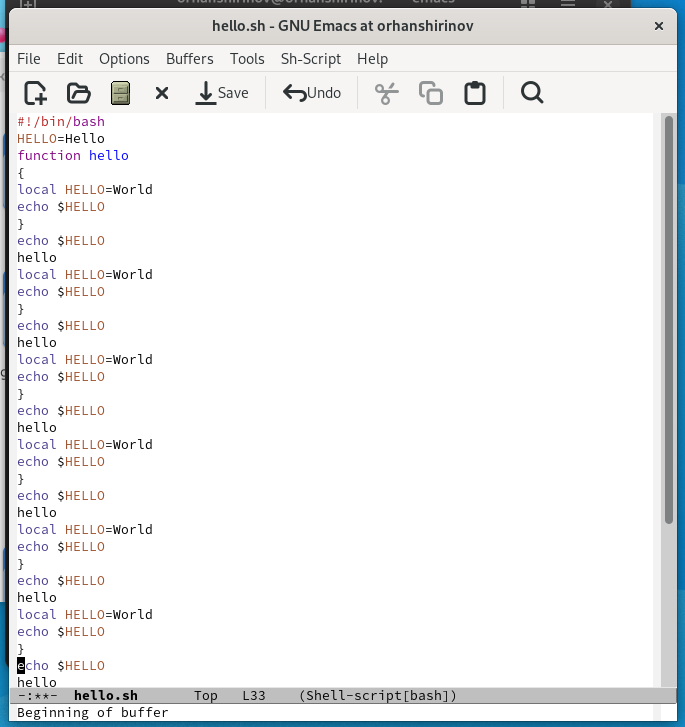 hello.sh - GNU Emacs at orhanshirinov ×
File Edit Options Buffers Tools Sh-Script Help
Save Undo
#!/bin/bash
HELLO=Hello
function hello
{
local HELLO=World
echo $HELLO
}
echo $HELLO
hello
local HELLO=World
echo $HELLO
}
echo $HELLO
hello
local HELLO=World
echo $HELLO
}
echo $HELLO
hello
local HELLO=World
echo $HELLO
}
echo $HELLO
hello
local HELLO=World
echo $HELLO
}
echo $HELLO
hello
local HELLO=World
echo $HELLO
}
echo $HELLO
hello
-:**- hello.sh Top L33 (Shell-script[bash])
Beginning of buffer